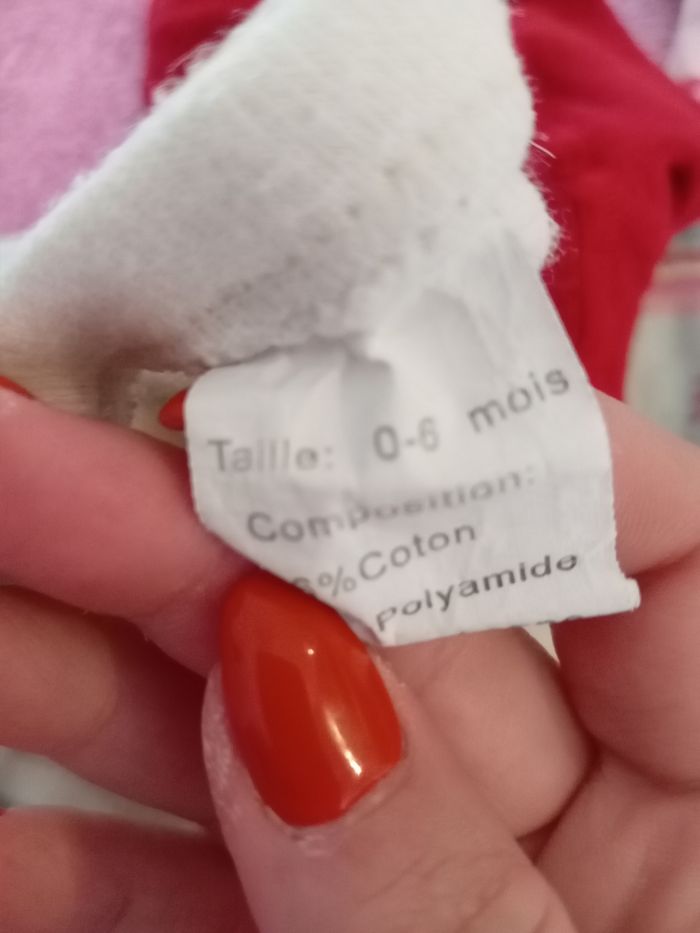 Taille: 0-6 mois
Composition:
%Coton
polyamide